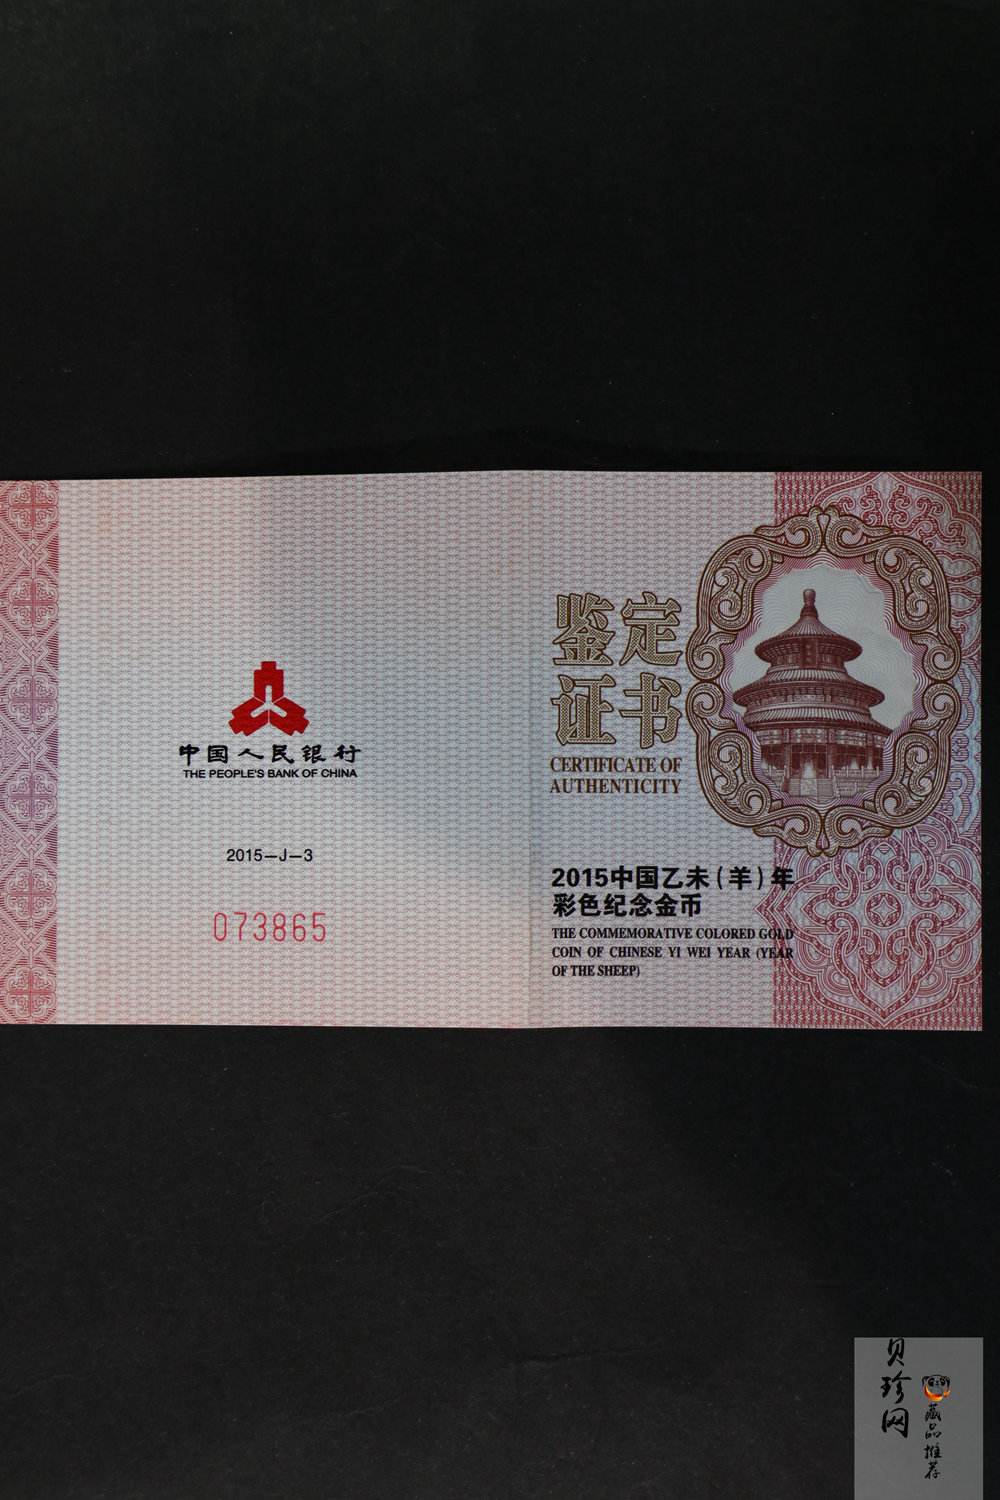 中国人民银行
THE PEOPLE'S BANK OF CHINA
2015-J-3
073865
鉴定
证书
CERTIFICATE OF
AUTHENTICITY
2015中国乙未(羊)年
彩色纪念金币
THE COMMEMORATIVE COLORED GOLD
COIN OF CHINESE YI WEI YEAR (YEAR
OF THE SHEEP)
贝珍网
藏品推荐